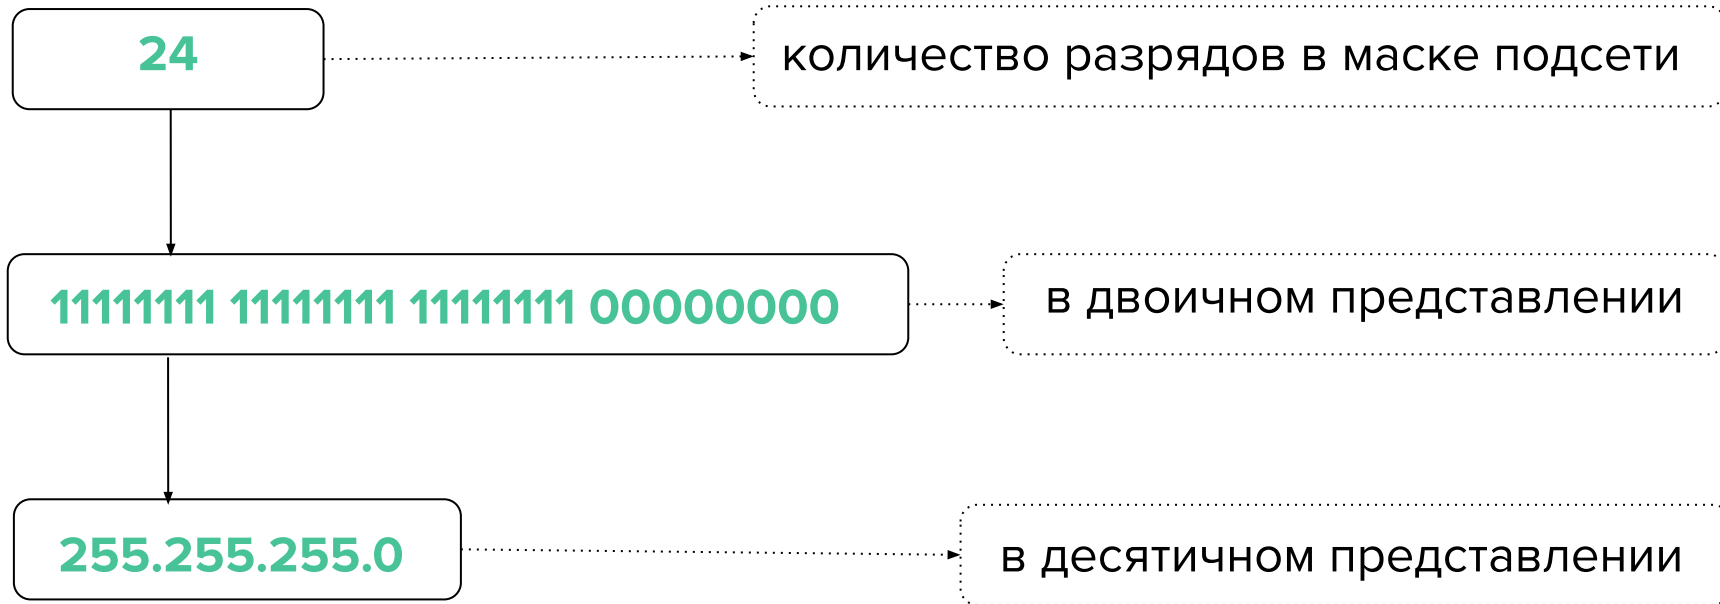 24
количество разрядов в маске подсети
11111111 11111111 11111111 00000000
в двоичном представлении
255.255.255.0
в десятичном представлении